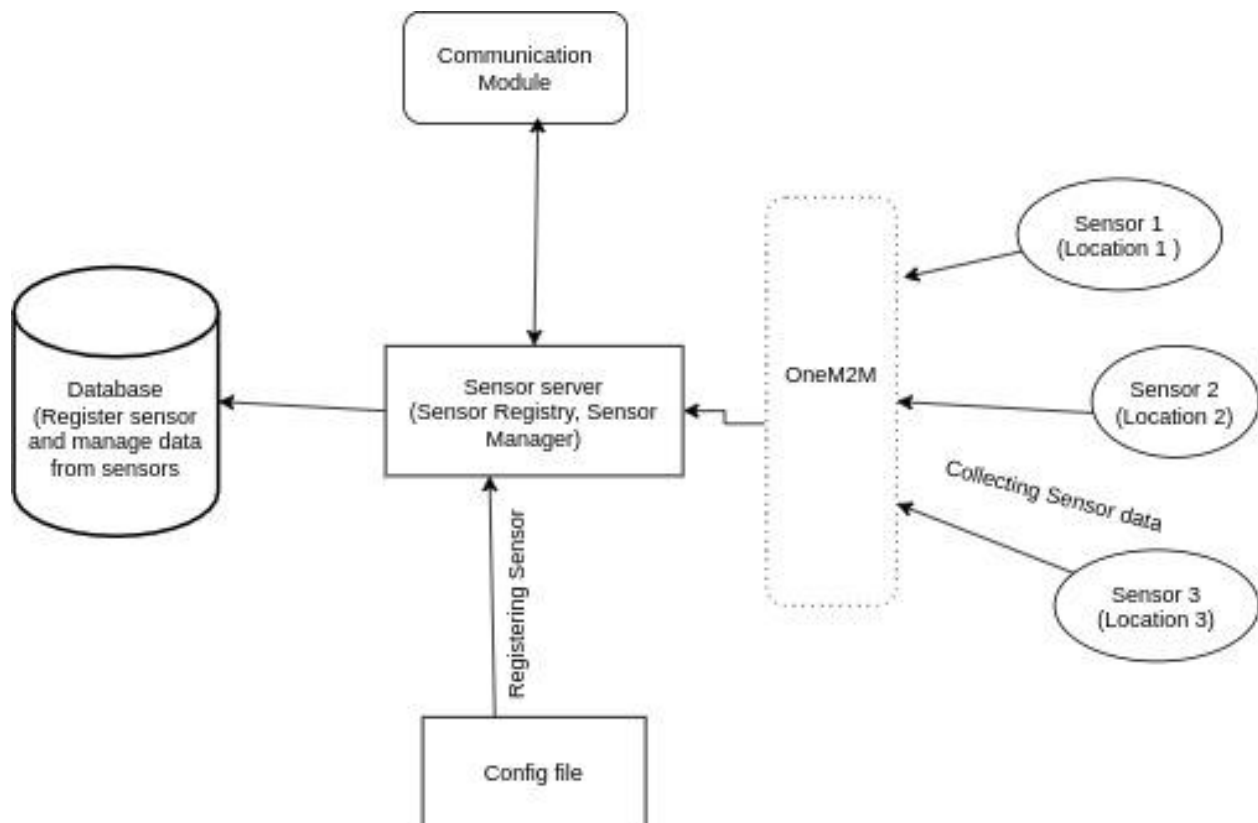 Communication
Module
Sensor 1
(Location 1 )
OneM2M
Sensor 2
(Location 2)
Database
(Register sensor
and manage data
from sensors
Sensor server
(Sensor Registry, Sensor
Manager)
Collecting Sensor data
Registering Sensor
Sensor 3
(Location 3)
Config file